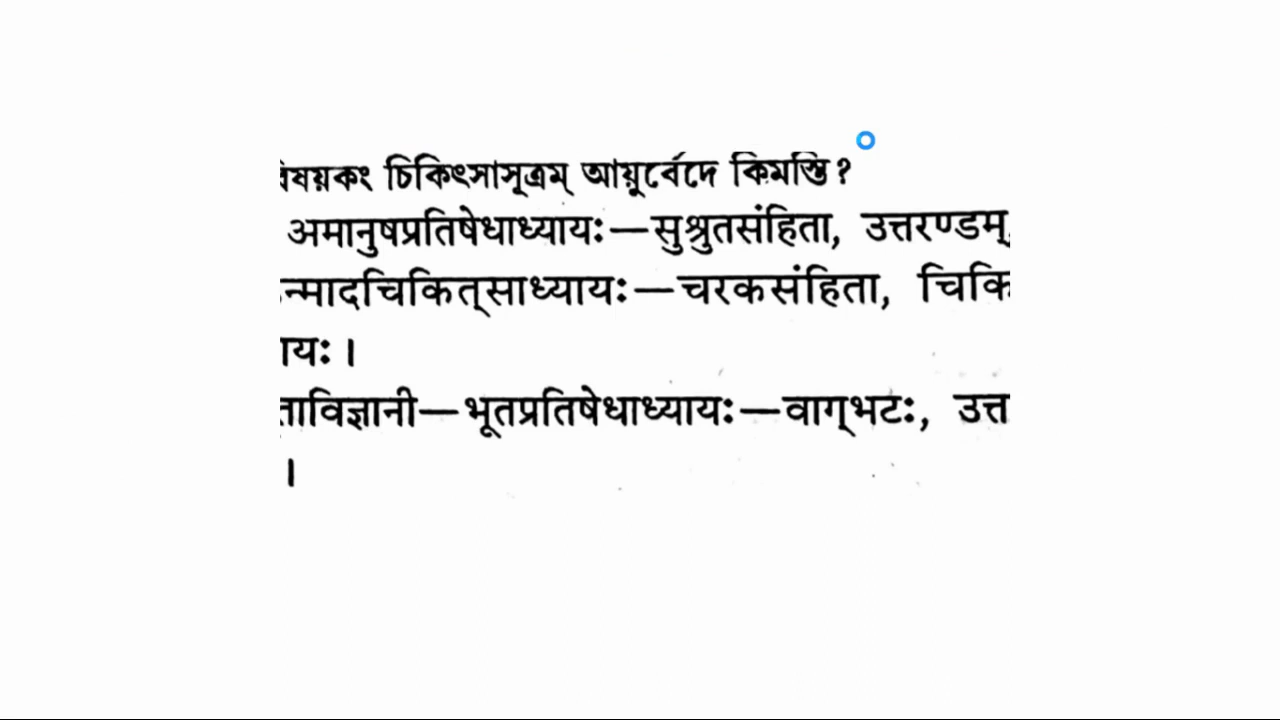 বিষয়কং চিকিৎসাসূত্রম্ আয়ূর্বেদে কিমস্তি?
अमानुषप्रतिषेधाध्यायः—सुश्रुतसंहिता, उत्तरण्डम्
न्मादचिकित्‌साध्यायः—चरकसंहिता, चिकि
ायः।
ताविज्ञानी—भूतप्रतिषेधाध्यायः—वाग्‌भटः, उत्त
।